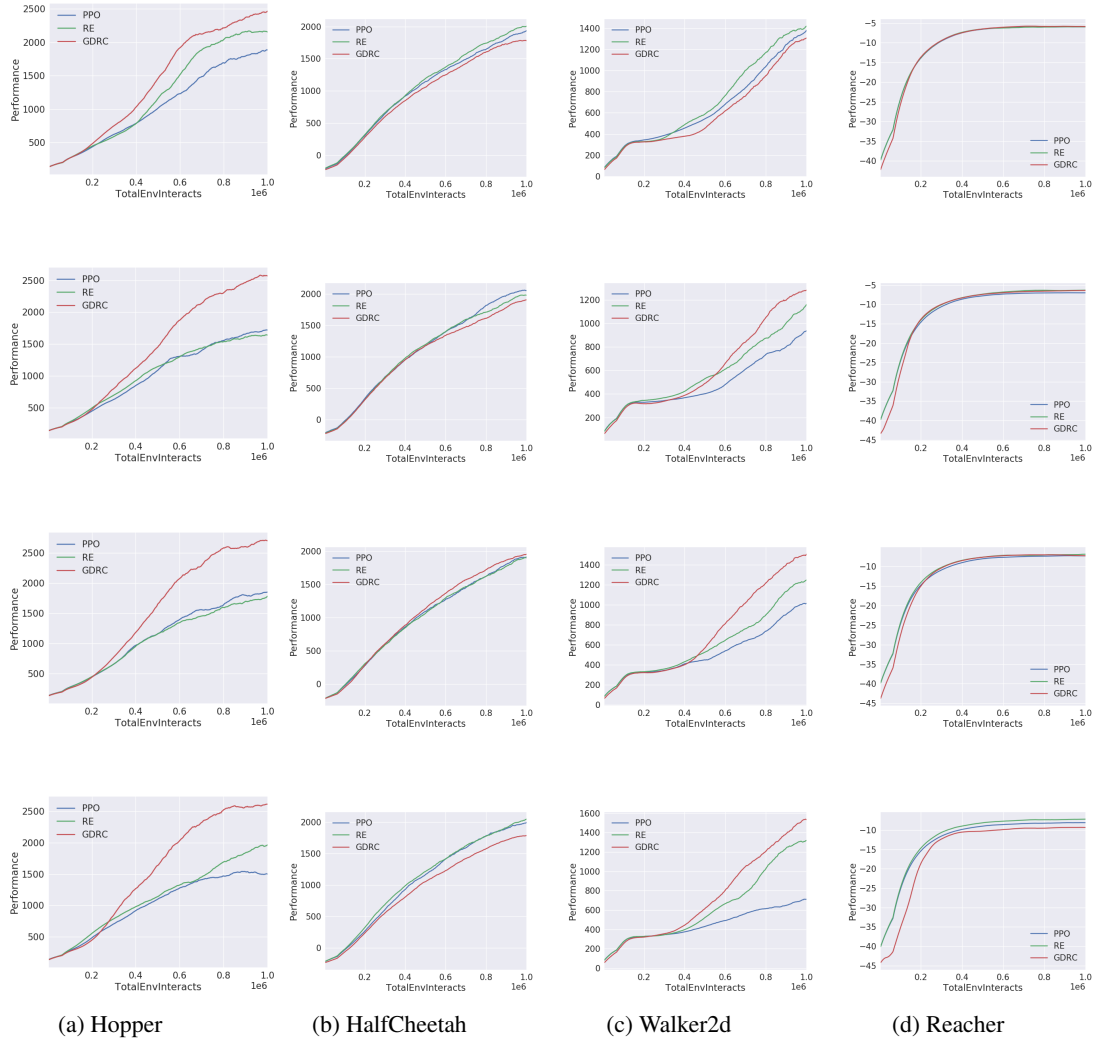 PPO
RE
GDRC
2500
2000
1500
1000
500
Performance
0.2 0.4 0.6 0.8 1.0
TotalEnvInteracts 1e6
PPO
RE
GDRC
2000
1500
1000
500
0
Performance
0.2 0.4 0.6 0.8 1.0
TotalEnvInteracts 1e6
PPO
RE
GDRC
1400
1200
1000
800
600
400
200
0
Performance
0.2 0.4 0.6 0.8 1.0
TotalEnvInteracts 1e6
−5
−10
−15
−20
−25
−30
−35
−40
Performance
PPO
RE
GDRC
0.2 0.4 0.6 0.8 1.0
TotalEnvInteracts 1e6
PPO
RE
GDRC
2500
2000
1500
1000
500
Performance
0.2 0.4 0.6 0.8 1.0
TotalEnvInteracts 1e6
PPO
RE
GDRC
2000
1500
1000
500
0
Performance
0.2 0.4 0.6 0.8 1.0
TotalEnvInteracts 1e6
PPO
RE
GDRC
1200
1000
800
600
400
200
Performance
0.2 0.4 0.6 0.8 1.0
TotalEnvInteracts 1e6
−5
−10
−15
−20
−25
−30
−35
−40
−45
Performance
PPO
RE
GDRC
0.2 0.4 0.6 0.8 1.0
TotalEnvInteracts 1e6
PPO
RE
GDRC
2500
2000
1500
1000
500
Performance
0.2 0.4 0.6 0.8 1.0
TotalEnvInteracts 1e6
PPO
RE
GDRC
2000
1500
1000
500
0
Performance
0.2 0.4 0.6 0.8 1.0
TotalEnvInteracts 1e6
PPO
RE
GDRC
1400
1200
1000
800
600
400
200
0
Performance
0.2 0.4 0.6 0.8 1.0
TotalEnvInteracts 1e6
−10
−15
−20
−25
−30
−35
−40
−45
Performance
PPO
RE
GDRC
0.2 0.4 0.6 0.8 1.0
TotalEnvInteracts 1e6
PPO
RE
GDRC
2500
2000
1500
1000
500
Performance
0.2 0.4 0.6 0.8 1.0
TotalEnvInteracts 1e6
PPO
RE
GDRC
2000
1500
1000
500
0
Performance
0.2 0.4 0.6 0.8 1.0
TotalEnvInteracts 1e6
PPO
RE
GDRC
1600
1400
1200
1000
800
600
400
200
0
Performance
0.2 0.4 0.6 0.8 1.0
TotalEnvInteracts 1e6
−10
−15
−20
−25
−30
−35
−40
−45
Performance
PPO
RE
GDRC
0.2 0.4 0.6 0.8 1.0
TotalEnvInteracts 1e6
(a) Hopper
(b) HalfCheetah
(c) Walker2d
(d) Reacher